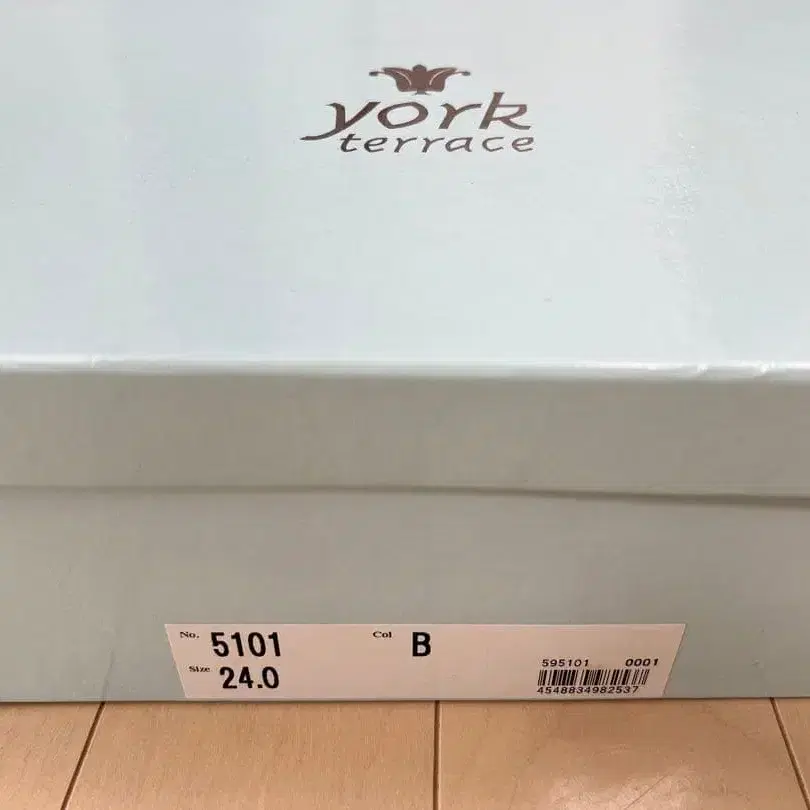 york
terrace
No. 5101 Col B
Size 24.0
595101 0001
4548834982537